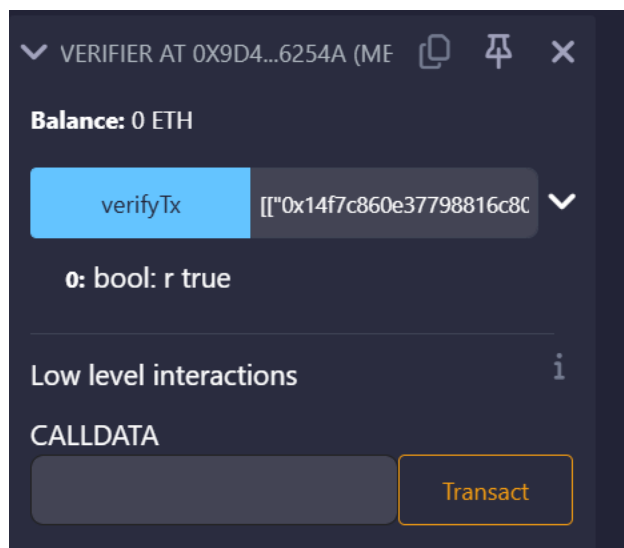 VERIFIER AT 0X9D4...6254A (ME
Balance: 0 ETH
verifyTx [["0x14f7c860e37798816c80
0: bool: r true
Low level interactions
i
CALLDATA
Transact